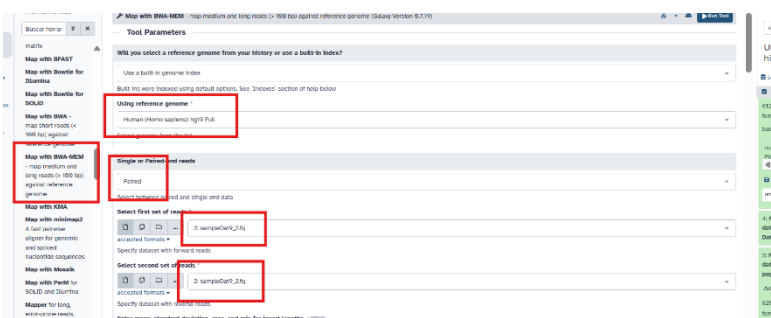 Map with BWA-MEM - map medium and long reads (> 100 bp) against reference genome (Galaxy Version 0.7.19)
Run Tool
Buscar herrar
Tool Parameters
matrix
Map with BFAST
Will you select a reference genome from your history or use a built-in index?
Map with Bowtie for
Illumina
Use a built-in genome index
Built-ins were indexed using default options. See `Indexes` section of help below
Map with Bowtie for
SOLiD
Using reference genome *
Map with BWA -
map short reads (<
100 bp) against
reference genome
Human (Homo sapiens): hg19 Full
Select genome from the list
Map with BWA-MEM
- map medium and
long reads (> 100 bp)
against reference
genome
Single or Paired-end reads
Paired
Select between paired and single end data
Map with KMA
Select first set of reads *
Map with minimap2
A fast pairwise
aligner for genomic
and spliced
nucleotide sequences
2: sampleDat9_2.fq
accepted formats
Specify dataset with forward reads
Map with Mosaik
Select second set of reads *
Map with PerM for
SOLiD and Illumina
2: sampleDat9_2.fq
accepted formats
Mapper for long,
error-prone reads,
Specify dataset with reverse reads